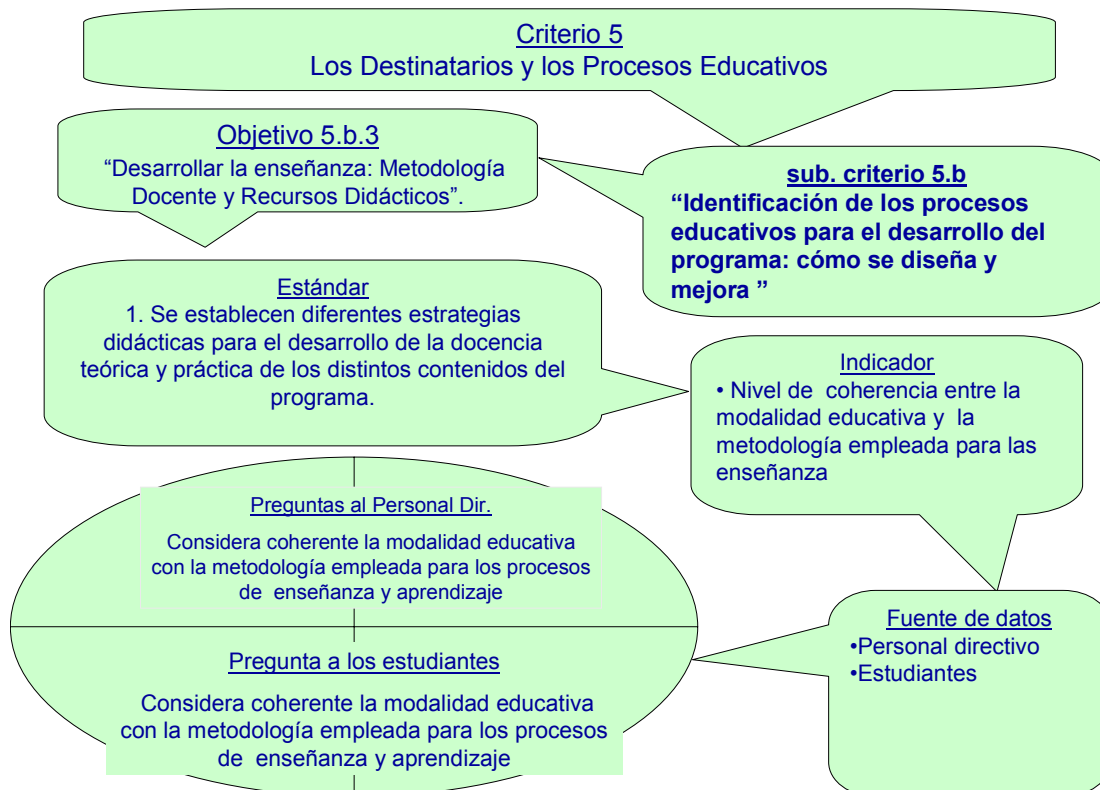 Criterio 5
Los Destinatarios y los Procesos Educativos
Objetivo 5.b.3
“Desarrollar la enseñanza: Metodología
Docente y Recursos Didácticos”.
sub. criterio 5.b
“Identificación de los procesos
educativos para el desarrollo del
programa: cómo se diseña y
mejora ”
Estándar
1. Se establecen diferentes estrategias
didácticas para el desarrollo de la docencia
teórica y práctica de los distintos contenidos del
programa.
Indicador
• Nivel de coherencia entre la
modalidad educativa y la
metodología empleada para las
enseñanza
Preguntas al Personal Dir.
Considera coherente la modalidad educativa
con la metodología empleada para los procesos
de enseñanza y aprendizaje
Fuente de datos
•Personal directivo
•Estudiantes
Pregunta a los estudiantes
Considera coherente la modalidad educativa
con la metodología empleada para los procesos
de enseñanza y aprendizaje